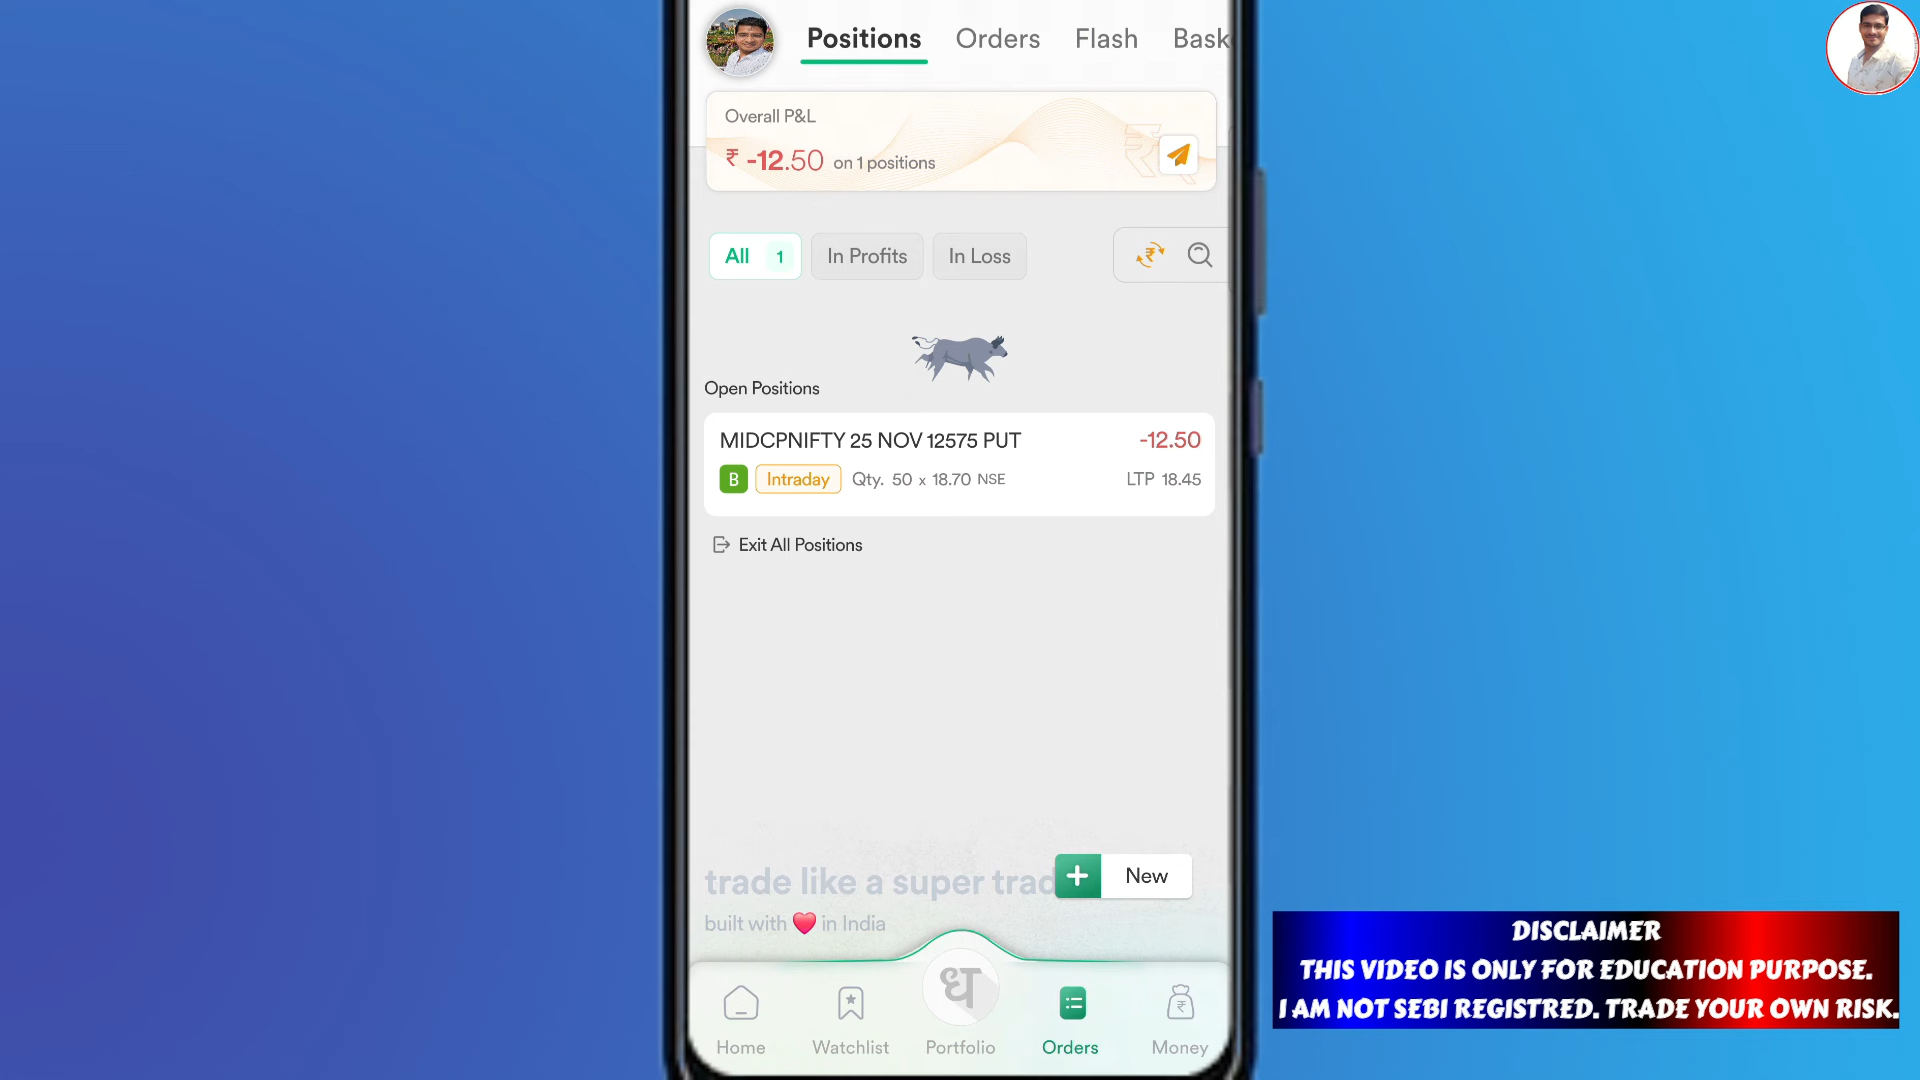 Positions Orders Flash Bask
Overall P&L
₹ -12.50 on 1 positions
All 1 In Profits In Loss
Open Positions
MIDCPNIFTY 25 NOV 12575 PUT -12.50
B Intraday Qty. 50 x 18.70 NSE LTP 18.45
Exit All Positions
trade like a super trad
+ New
built with ❤️ in India
ध
Home Watchlist Portfolio Orders Money
DISCLAIMER
THIS VIDEO IS ONLY FOR EDUCATION PURPOSE.
I AM NOT SEBI REGISTRED. TRADE YOUR OWN RISK.